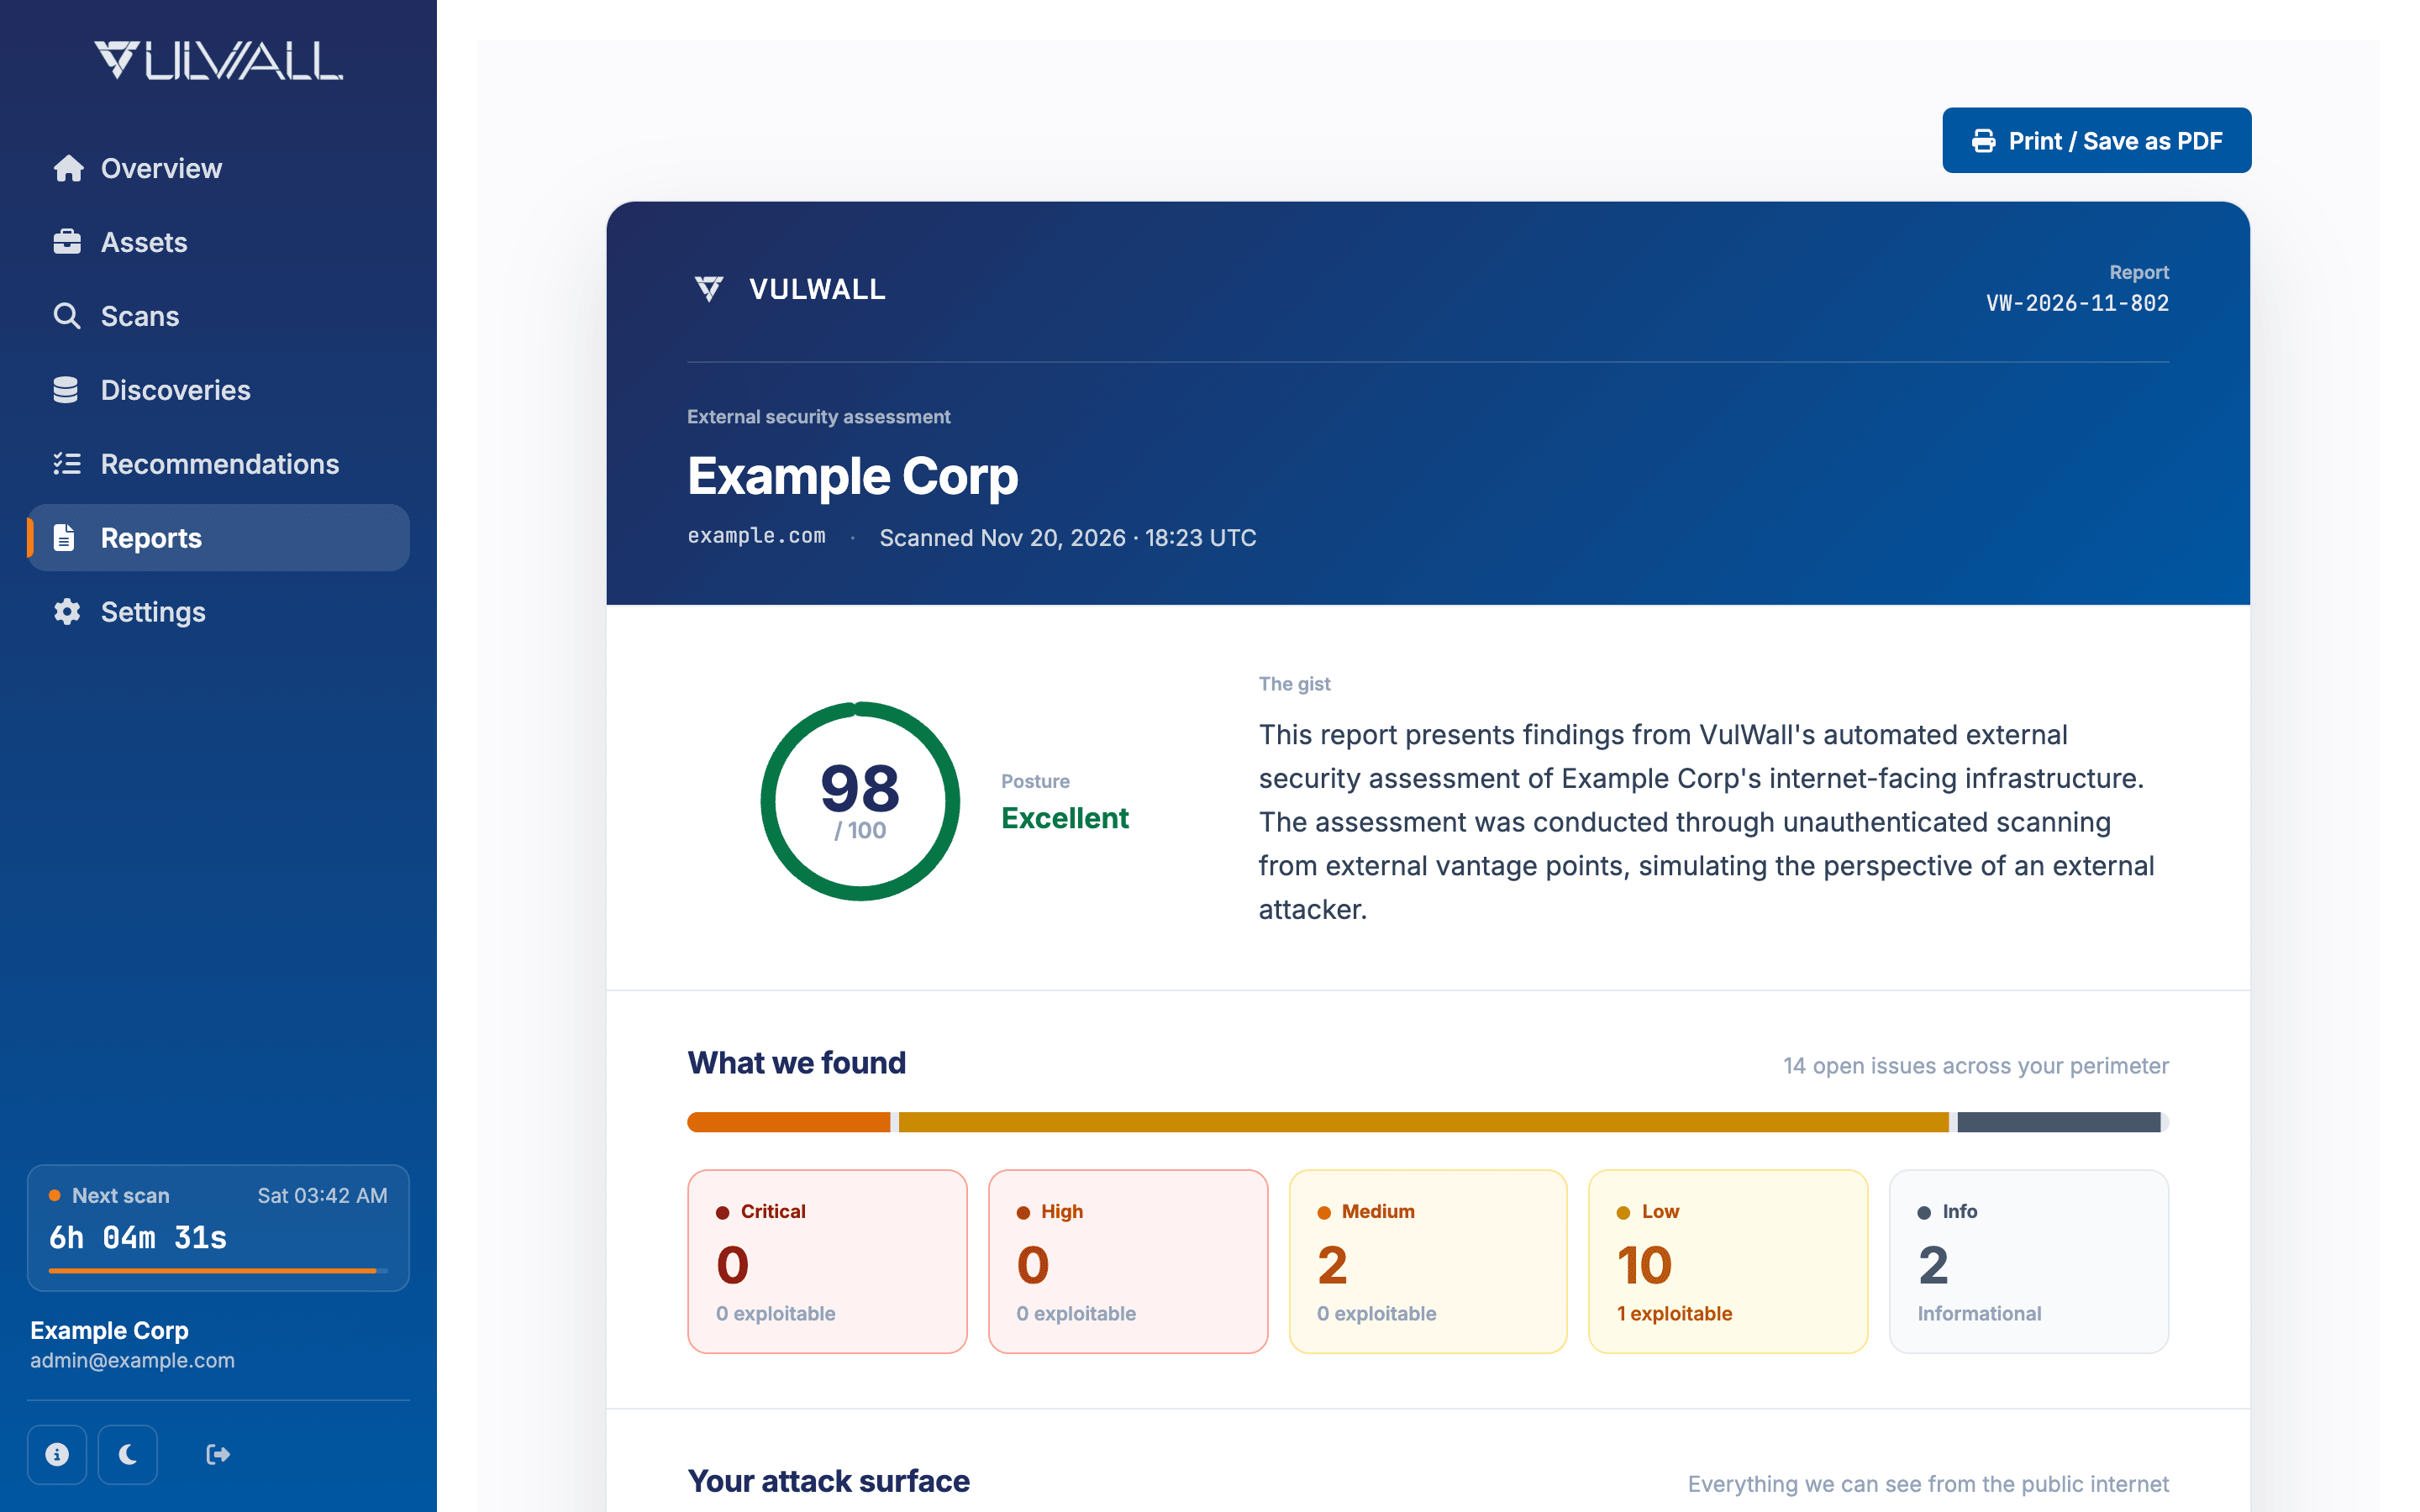 VULWALL
Overview
Assets
Scans
Discoveries
Recommendations
Reports
Settings
Next scan
Sat 03:42 AM
6h 04m 31s
Example Corp
admin@example.com
Print / Save as PDF
VULWALL
Report
VW-2026-11-802
External security assessment
Example Corp
example.com · Scanned Nov 20, 2026 · 18:23 UTC
98
/ 100
Posture
Excellent
The gist
This report presents findings from VulWall's automated external
security assessment of Example Corp's internet-facing infrastructure.
The assessment was conducted through unauthenticated scanning
from external vantage points, simulating the perspective of an external
attacker.
What we found
14 open issues across your perimeter
Critical
0
0 exploitable
High
0
0 exploitable
Medium
2
0 exploitable
Low
10
1 exploitable
Info
2
Informational
Your attack surface
Everything we can see from the public internet